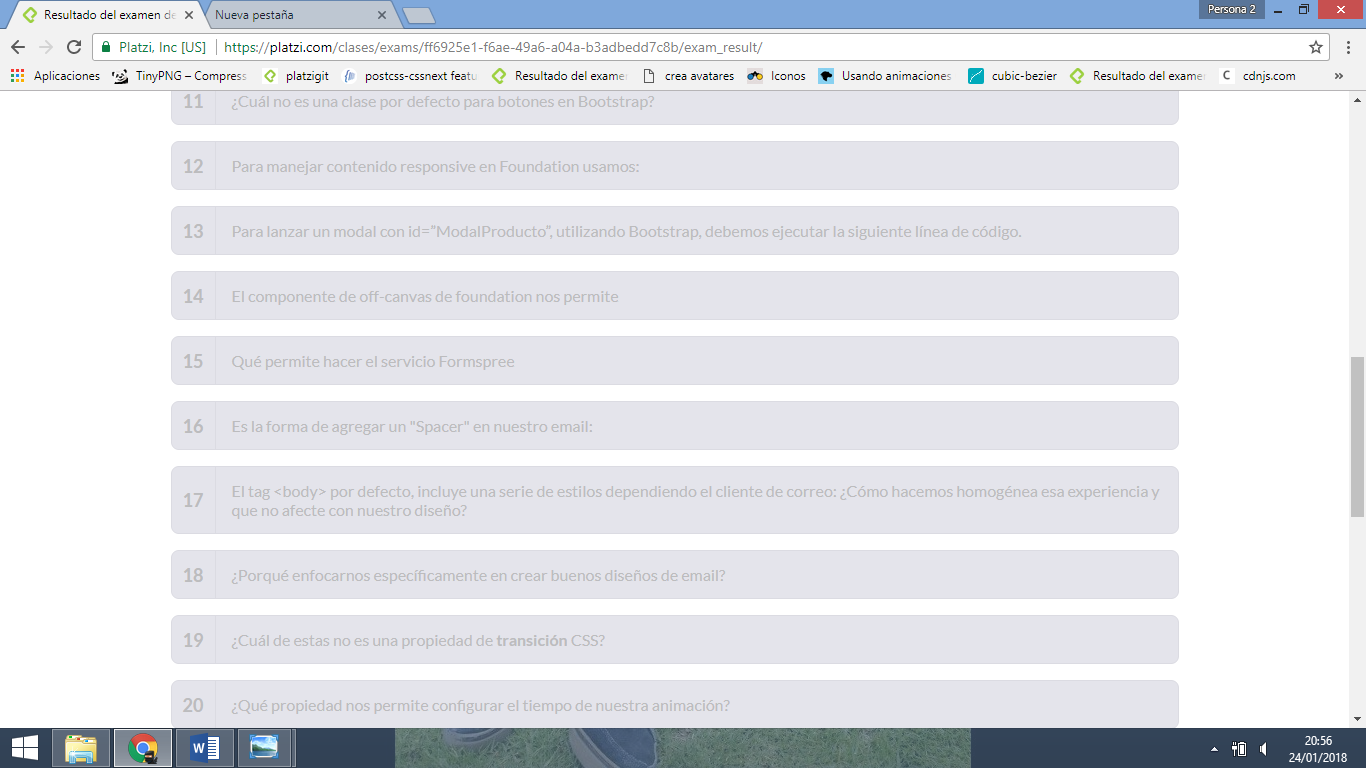 Resultado del examen de
Nueva pestaña
Persona 2
Platzi, Inc [US]
https://platzi.com/clases/exams/ff6925e1-f6ae-49a6-a04a-b3adbedd7c8b/exam_result/
Aplicaciones
TinyPNG – Compress
platzigit
postcss-cssnext featu
Resultado del exame
crea avatares
Iconos
Usando animaciones
cubic-bezier
Resultado del exame
C
cdnjs.com
»
11 ¿Cuál no es una clase por defecto para botones en Bootstrap?
12 Para manejar contenido responsive en Foundation usamos:
13 Para lanzar un modal con id="ModalProducto", utilizando Bootstrap, debemos ejecutar la siguiente línea de código.
14 El componente de off-canvas de foundation nos permite
15 Qué permite hacer el servicio Formspree
16 Es la forma de agregar un "Spacer" en nuestro email:
17 El tag <body> por defecto, incluye una serie de estilos dependiendo el cliente de correo: ¿Cómo hacemos homogénea esa experiencia y
que no afecte con nuestro diseño?
18 ¿Porqué enfocarnos específicamente en crear buenos diseños de email?
19 ¿Cuál de estas no es una propiedad de transición CSS?
20 ¿Qué propiedad nos permite configurar el tiempo de nuestra animación?
20:56
24/01/2018